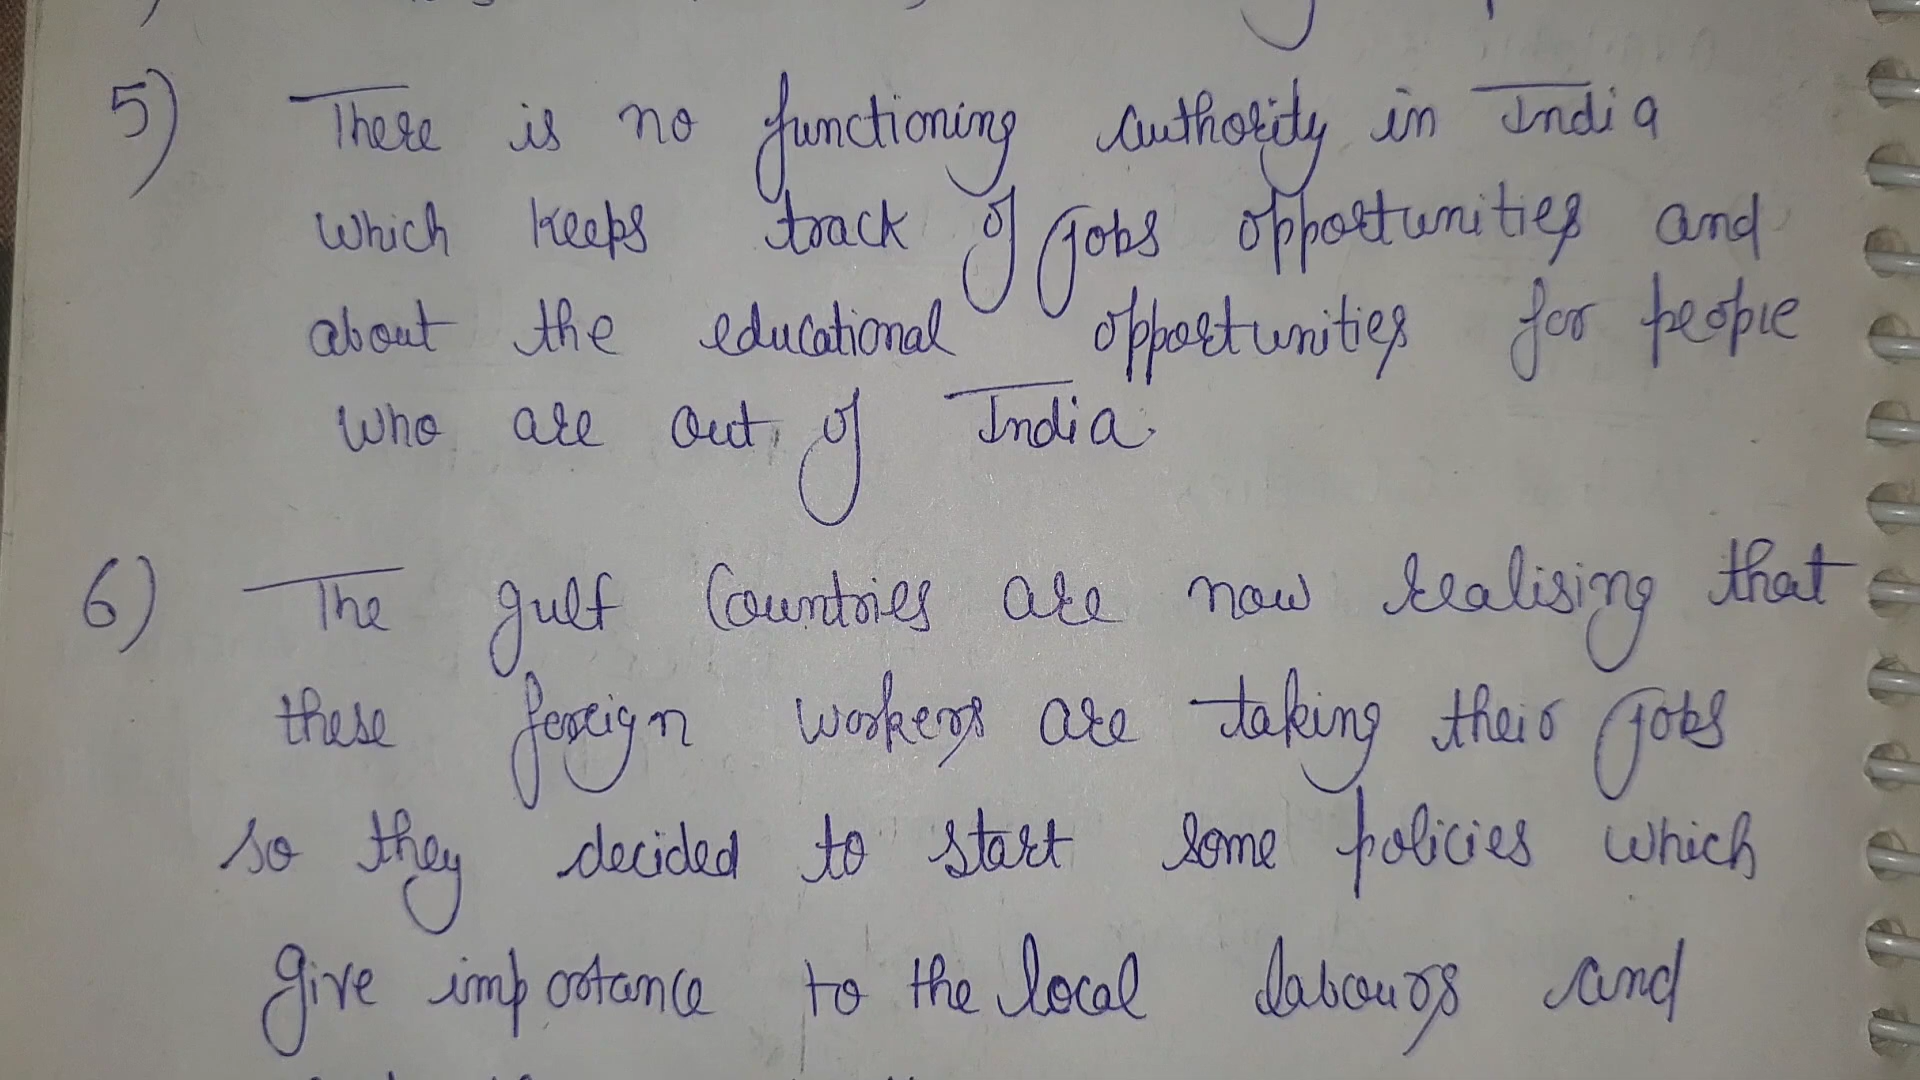 5) There is no functioning authority in India
which keeps track of jobs opportunities and
about the educational opportunities for people
who are out of India.
6) The gulf Countries are now realising that
these foreign workers are taking their jobs
so they decided to start some policies which
give importance to the local labours and